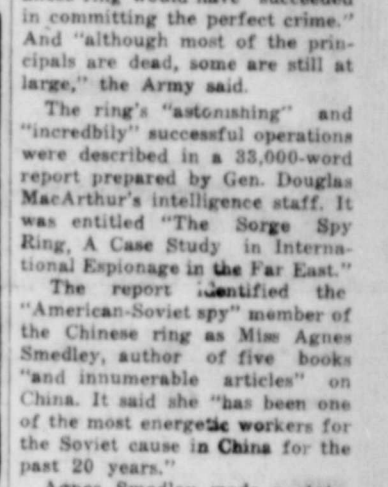 in committing the perfect crime."
And "although most of the prin-
cipals are dead, some are still at
large," the Army said.
The ring's "astonishing" and
"incredbily" successful operations
were described in a 33,000-word
report prepared by Gen. Douglas
MacArthur's intelligence staff. It
was entitled "The Sorge Spy
Ring, A Case Study in Interna-
tional Espionage in the Far East."
The report identified the
"American-Soviet spy" member of
the Chinese ring as Miss Agnes
Smedley, author of five books
"and innumerable articles" on
China. It said she "has been one
of the most energetic workers for
the Soviet cause in China for the
past 20 years."